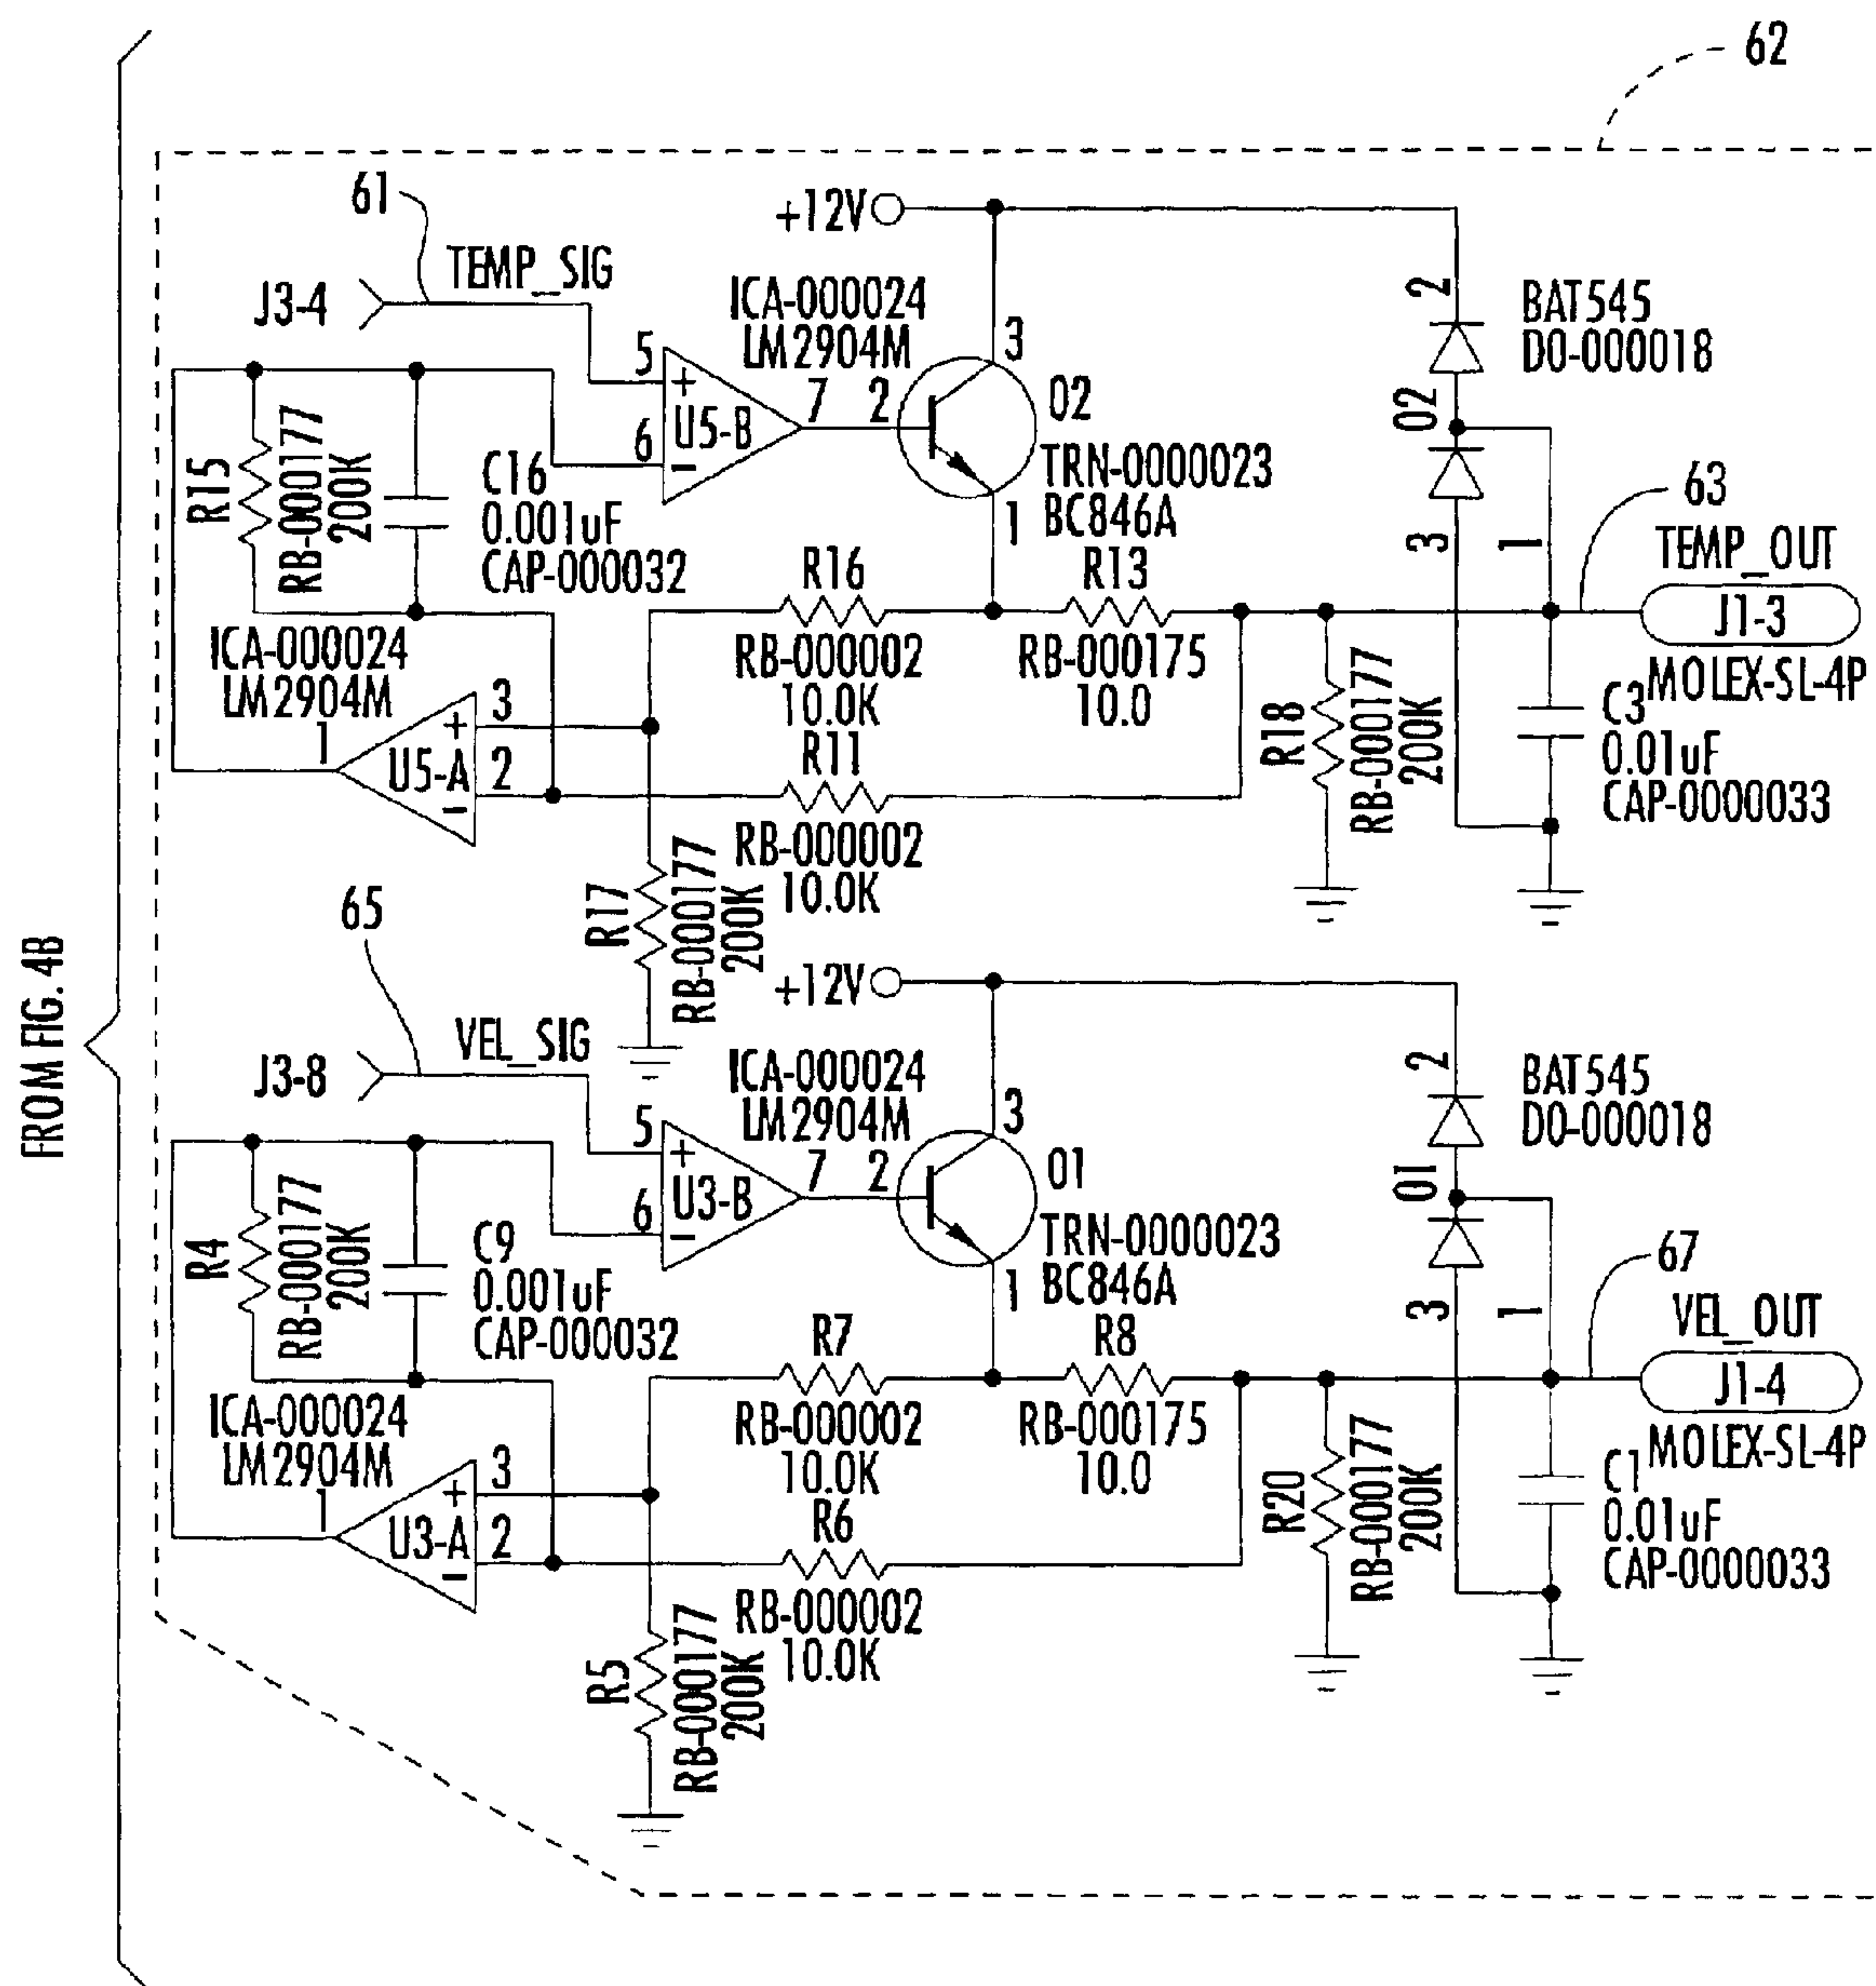 62
61
+12V
TEMP_SIG
J3-4
ICA-000024
LM2904M
2
BAT545
D0-000018
5
+
U5-B
7
2
3
02
6
−
02
TRN-0000023
BC846A
R15
RB-000177
200K
C16
0.001uF
CAP-000032
1
3
1
63
TEMP_OUT
J1-3
MOLEX-SL-4P
R16
RB-000002
10.0K
R13
RB-000175
10.0
ICA-000024
LM2904M
1
+
U5-A
−
3
2
R11
RB-000002
10.0K
R18
RB-000177
200K
C3
0.01uF
CAP-0000033
R17
RB-000177
200K
FROM FIG. 4B
65
+12V
VEL_SIG
J3-8
ICA-000024
LM2904M
2
BAT545
D0-000018
5
+
U3-B
7
2
3
01
6
−
01
TRN-0000023
BC846A
R4
RB-000177
200K
C9
0.001uF
CAP-000032
1
3
1
67
VEL_OUT
J1-4
MOLEX-SL-4P
R7
RB-000002
10.0K
R8
RB-000175
10.0
ICA-000024
LM2904M
1
+
U3-A
−
3
2
R6
RB-000002
10.0K
R20
RB-000177
200K
C1
0.01uF
CAP-0000033
R5
RB-000177
200K